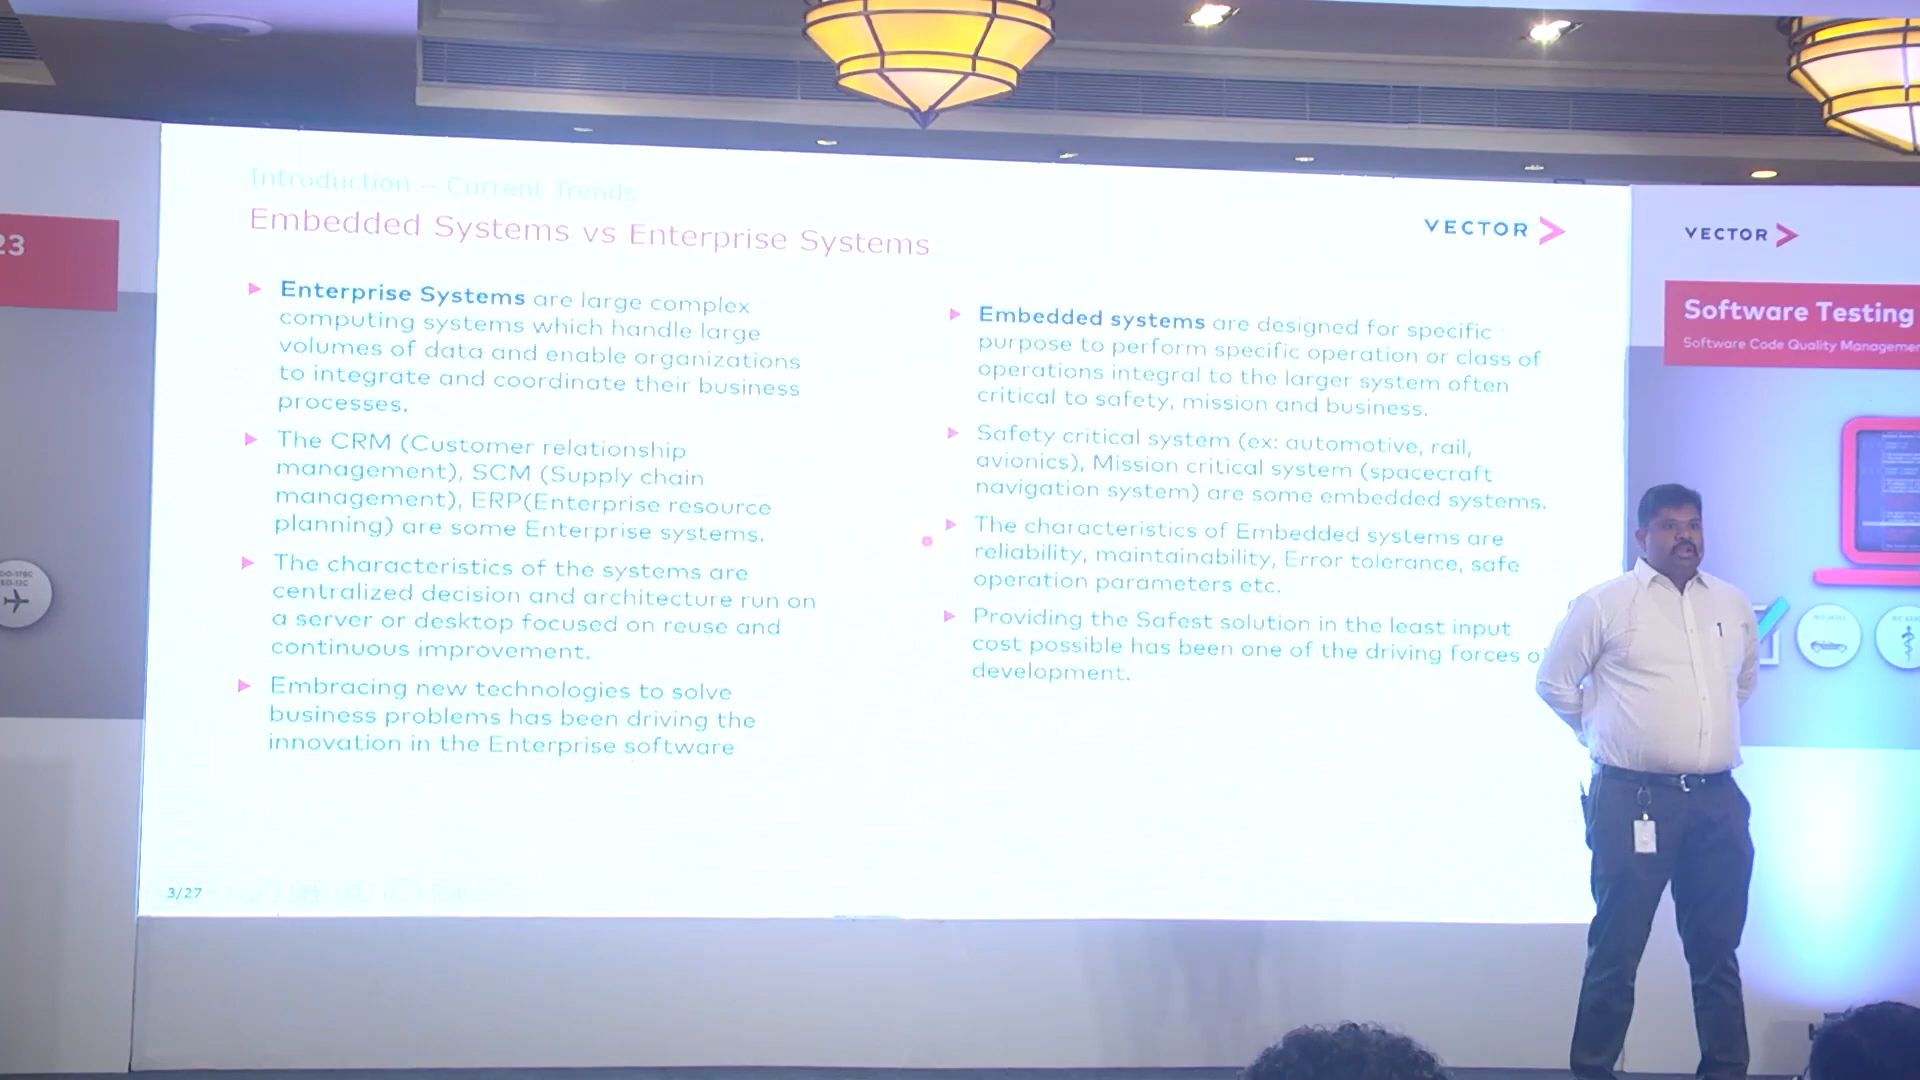 Introduction – Current Trends
Embedded Systems vs Enterprise Systems
VECTOR
Enterprise Systems are large complex
computing systems which handle large
volumes of data and enable organizations
to integrate and coordinate their business
processes.
The CRM (Customer relationship
management), SCM (Supply chain
management), ERP(Enterprise resource
planning) are some Enterprise systems.
The characteristics of the systems are
centralized decision and architecture run on
a server or desktop focused on reuse and
continuous improvement.
Embracing new technologies to solve
business problems has been driving the
innovation in the Enterprise software
Embedded systems are designed for specific
purpose to perform specific operation or class of
operations integral to the larger system often
critical to safety, mission and business.
Safety critical system (ex: automotive, rail,
avionics), Mission critical system (spacecraft
navigation system) are some embedded systems.
The characteristics of Embedded systems are
reliability, maintainability, Error tolerance, safe
operation parameters etc.
Providing the Safest solution in the least input
cost possible has been one of the driving forces o
development.
3/27
23
DO-178C
ED-12C
VECTOR
Software Testing
Software Code Quality Managemen